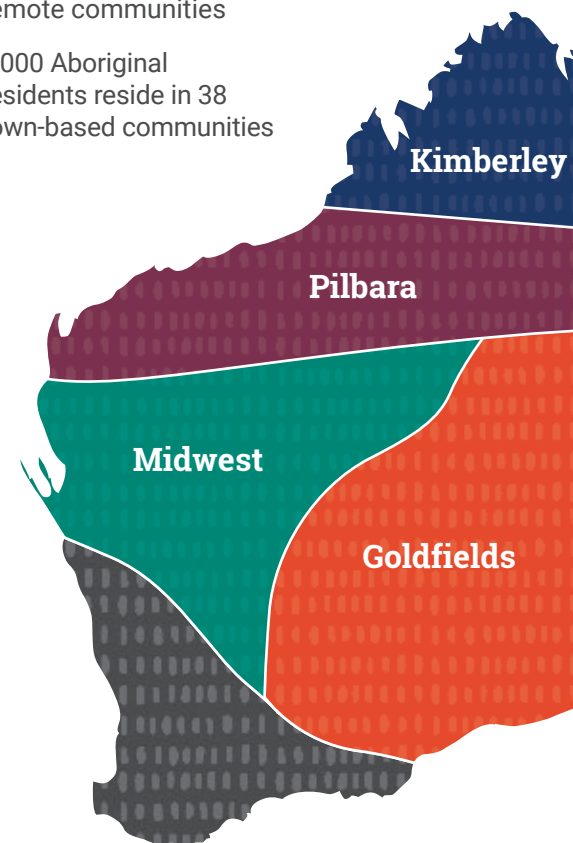 emote communities
000 Aboriginal
esidents reside in 38
own-based communities
Kimberley
Pilbara
Midwest
Goldfields